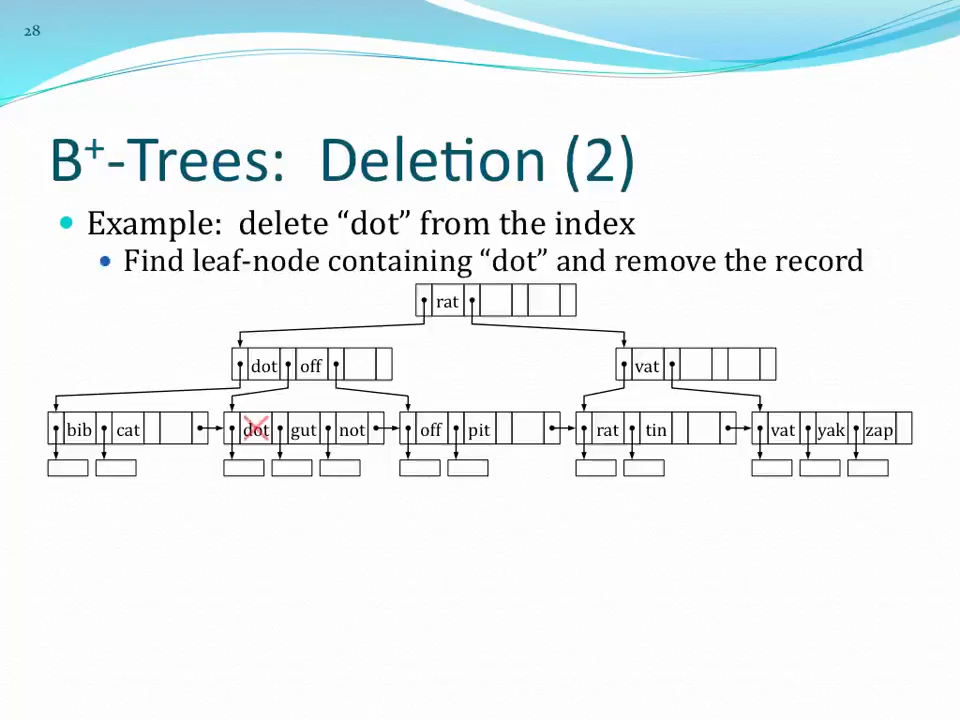 28
B+-Trees: Deletion (2)
Example: delete “dot” from the index
Find leaf-node containing “dot” and remove the record
rat
dot off vat
bib cat dot gut not off pit rat tin vat yak zap